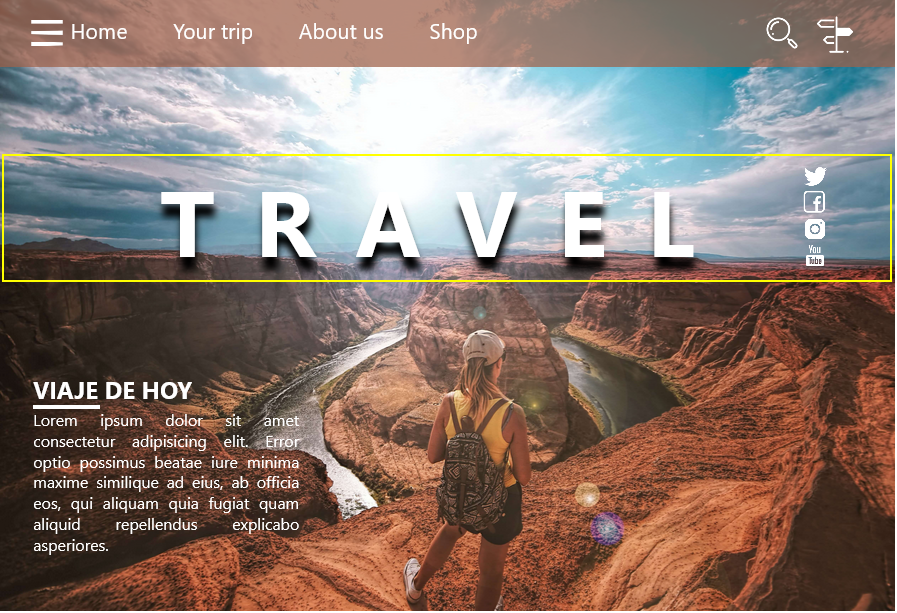 Home Your trip About us Shop
TRAVEL
You
Tube
VIAJE DE HOY
Lorem ipsum dolor sit amet
consectetur adipisicing elit. Error
optio possimus beatae iure minima
maxime similique ad eius, ab officia
eos, qui aliquam quia fugiat quam
aliquid repellendus explicabo
asperiores.